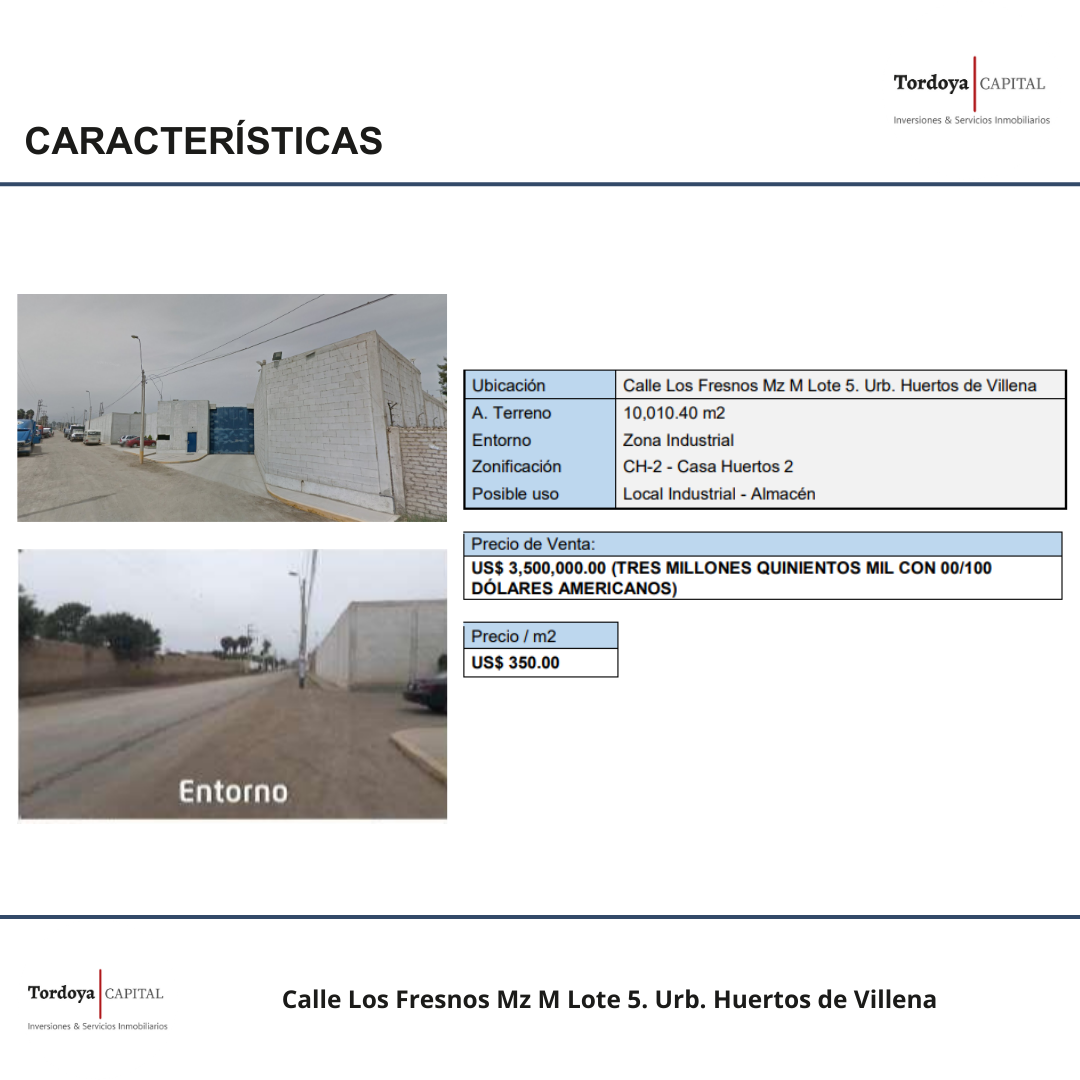 Tordoya CAPITAL
Inversiones & Servicios Inmobiliarios
CARACTERÍSTICAS
Ubicación Calle Los Fresnos Mz M Lote 5. Urb. Huertos de Villena
A. Terreno 10,010.40 m2
Entorno Zona Industrial
Zonificación CH-2 - Casa Huertos 2
Posible uso Local Industrial - Almacén
Precio de Venta:
US$ 3,500,000.00 (TRES MILLONES QUINIENTOS MIL CON 00/100
DÓLARES AMERICANOS)
Precio / m2
US$ 350.00
Entorno
Tordoya CAPITAL
Inversiones & Servicios Inmobiliarios
Calle Los Fresnos Mz M Lote 5. Urb. Huertos de Villena